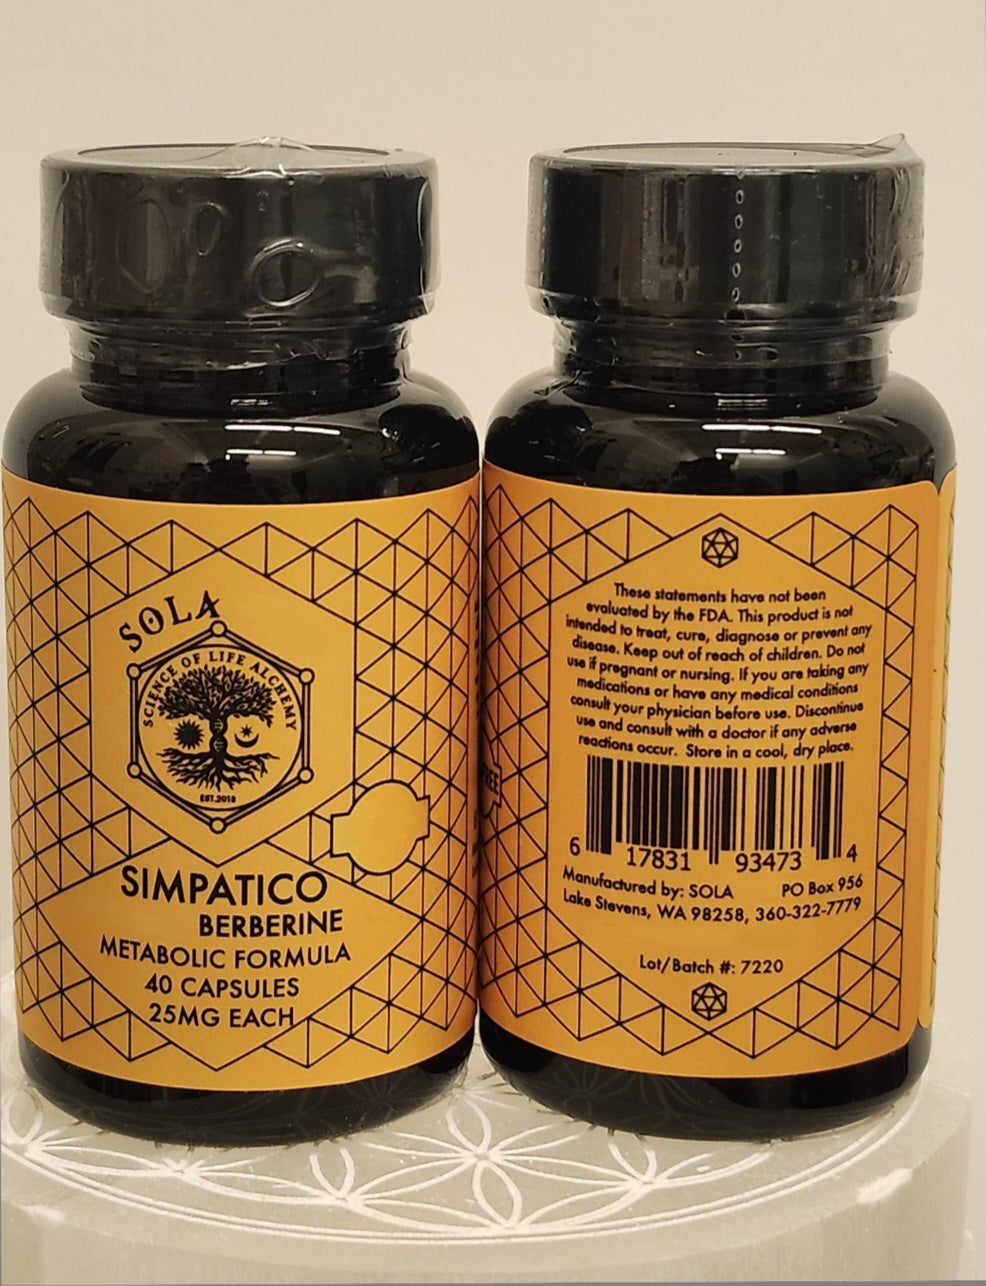 SOLA
SCIENCE OF LIFE ALCHEMY
EST.2018
SIMPATICO
BERBERINE
METABOLIC FORMULA
40 CAPSULES
25MG EACH
These statements have not been
evaluated by the FDA. This product is not
intended to treat, cure, diagnose or prevent any
disease. Keep out of reach of children. Do not
use if pregnant or nursing. If you are taking any
medications or have any medical conditions
consult your physician before use. Discontinue
use and consult with a doctor if any adverse
reactions occur. Store in a cool, dry place.
6 17831 93473 4
Manufactured by: SOLA PO Box 956
Lake Stevens, WA 98258, 360-322-7779
Lot/Batch #: 7220